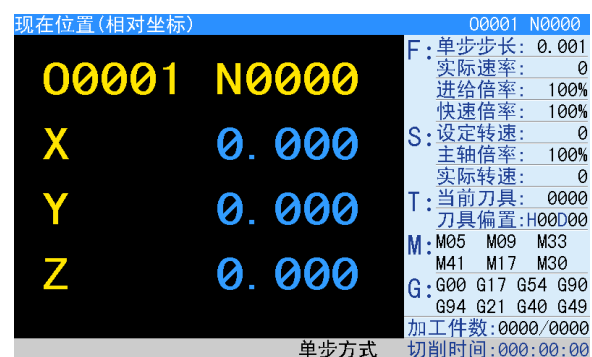 现在位置(相对坐标) O0001 N0000
O0001 N0000
X 0.000
Y 0.000
Z 0.000
F:单步步长: 0.001
实际速率: 0
进给倍率: 100%
快速倍率: 100%
S:设定转速: 0
主轴倍率: 100%
实际转速: 0
T:当前刀具: 0000
刀具偏置:H00D00
M:M05 M09 M33
M41 M17 M30
G:G00 G17 G54 G90
G94 G21 G40 G49
加工件数:0000/0000
单步方式 切削时间:000:00:00